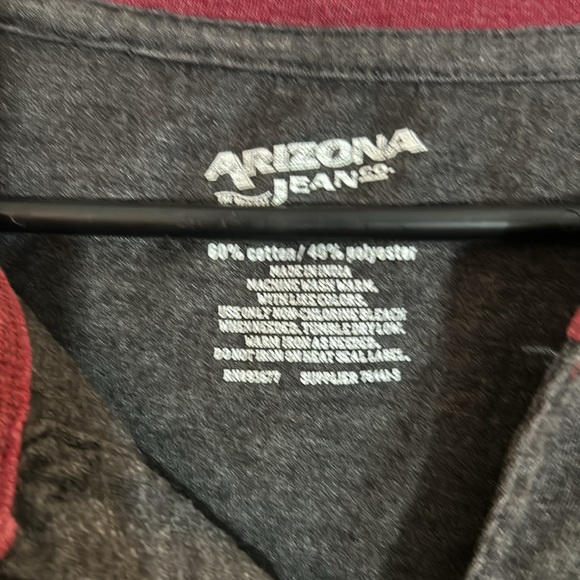 ARIZONA
JEAN CO.
60% cotton / 40% polyester
MADE IN INDIA
MACHINE WASH WARM,
WITH LIKE COLORS.
USE ONLY NON-CHLORINE BLEACH
WHEN NEEDED. TUMBLE DRY LOW.
WARM IRON AS NEEDED.
DO NOT IRON ON HEAT SEAL LABEL.
SUPPLIER